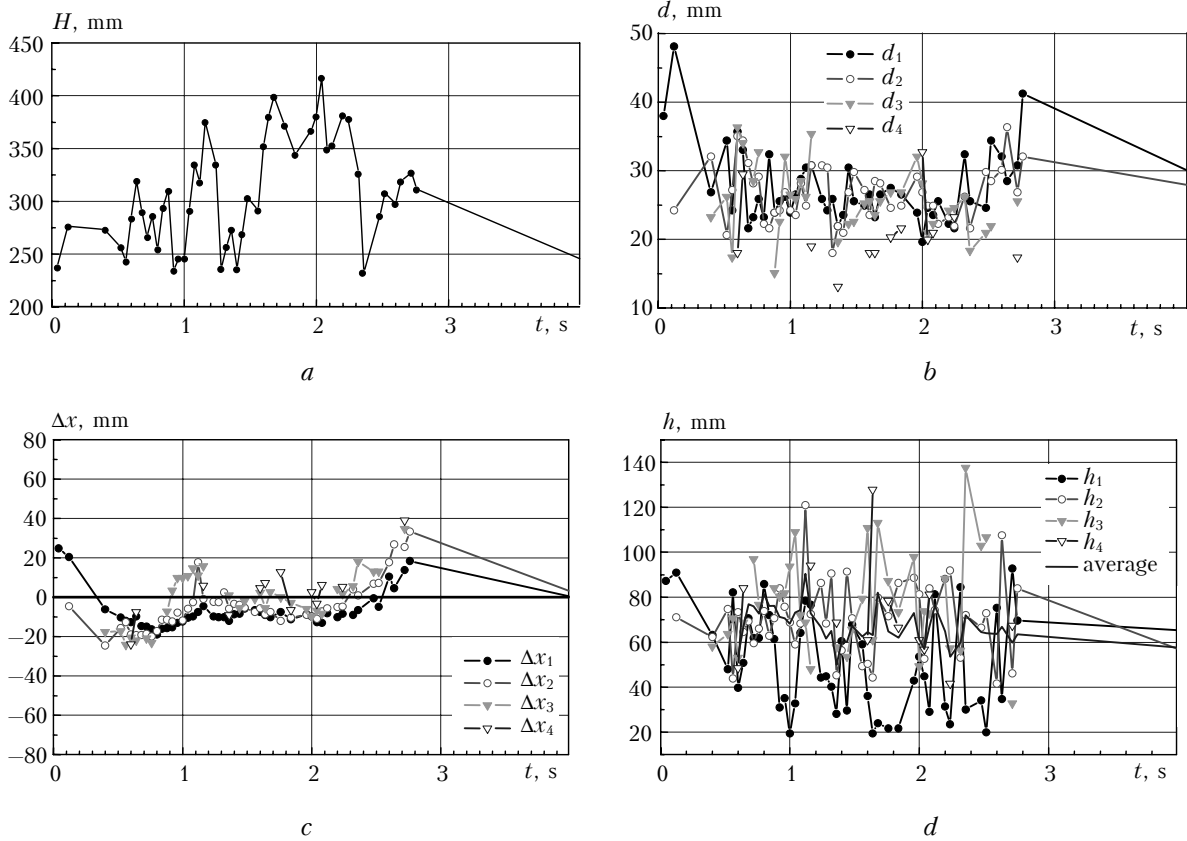 H, mm
450
400
350
300
250
200
0
1
2
3
t, s
a
d, mm
50
40
30
20
10
0
1
2
3
t, s
d1
d2
d3
d4
b
Δx, mm
80
60
40
20
0
−20
−40
−60
−80
0
1
2
3
t, s
Δx1
Δx2
Δx3
Δx4
c
h, mm
140
120
100
80
60
40
20
0
1
2
3
t, s
h1
h2
h3
h4
average
d